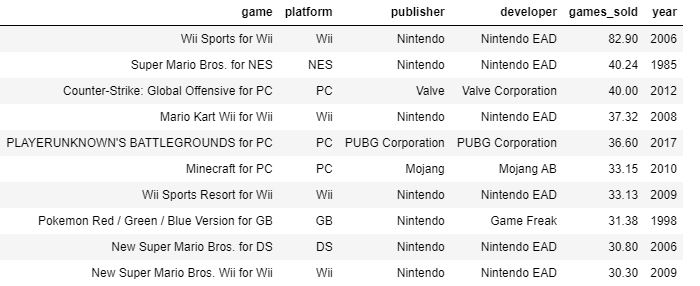 game platform publisher developer games_sold year
Wii Sports for Wii Wii Nintendo Nintendo EAD 82.90 2006
Super Mario Bros. for NES NES Nintendo Nintendo EAD 40.24 1985
Counter-Strike: Global Offensive for PC PC Valve Valve Corporation 40.00 2012
Mario Kart Wii for Wii Wii Nintendo Nintendo EAD 37.32 2008
PLAYERUNKNOWN'S BATTLEGROUNDS for PC PC PUBG Corporation PUBG Corporation 36.60 2017
Minecraft for PC PC Mojang Mojang AB 33.15 2010
Wii Sports Resort for Wii Wii Nintendo Nintendo EAD 33.13 2009
Pokemon Red / Green / Blue Version for GB GB Nintendo Game Freak 31.38 1998
New Super Mario Bros. for DS DS Nintendo Nintendo EAD 30.80 2006
New Super Mario Bros. Wii for Wii Wii Nintendo Nintendo EAD 30.30 2009